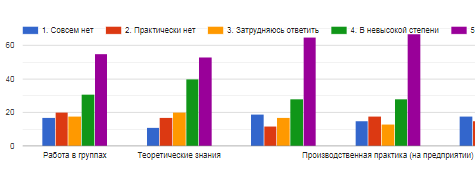 1. Совсем нет 2. Практически нет 3. Затрудняюсь ответить 4. В невысокой степени 5
60
40
20
0
Работа в группах Теоретические знания Производственная практика (на предприятии)